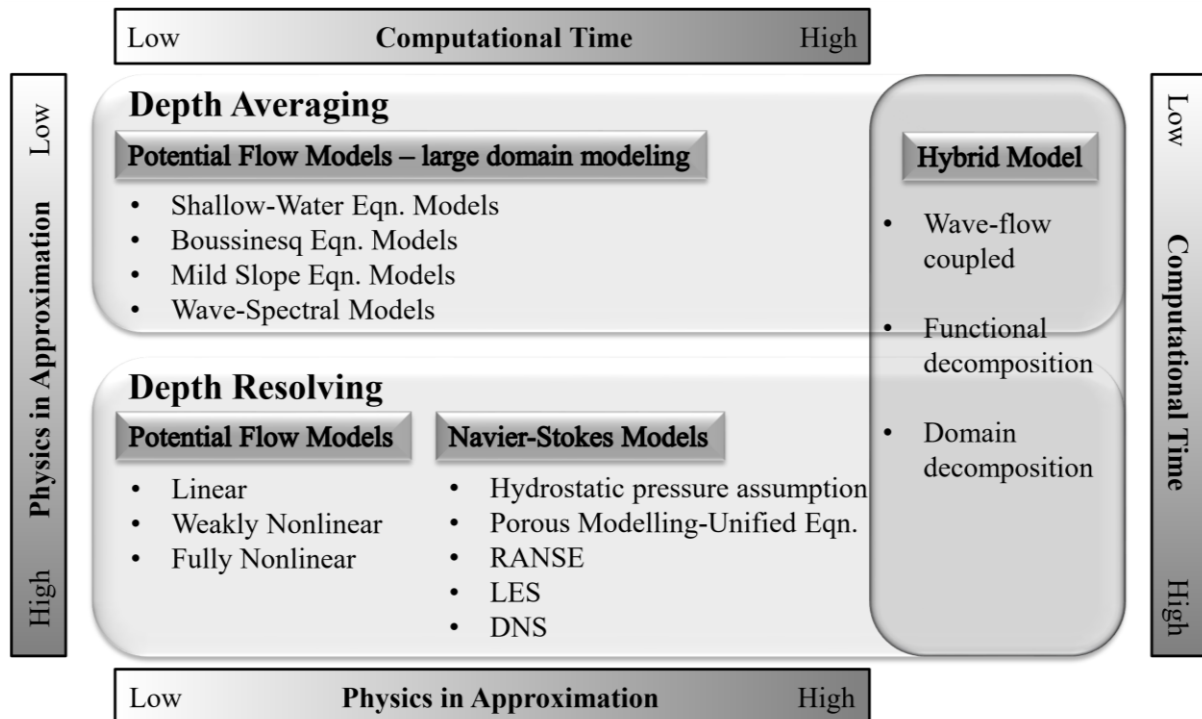 Low Computational Time High
Low
Physics in Approximation
High
Depth Averaging
Potential Flow Models – large domain modeling
• Shallow-Water Eqn. Models
• Boussinesq Eqn. Models
• Mild Slope Eqn. Models
• Wave-Spectral Models
Depth Resolving
Potential Flow Models
• Linear
• Weakly Nonlinear
• Fully Nonlinear
Navier-Stokes Models
• Hydrostatic pressure assumption
• Porous Modelling-Unified Eqn.
• RANSE
• LES
• DNS
Hybrid Model
• Wave-flow
coupled
• Functional
decomposition
• Domain
decomposition
Low
Computational Time
High
Low Physics in Approximation High